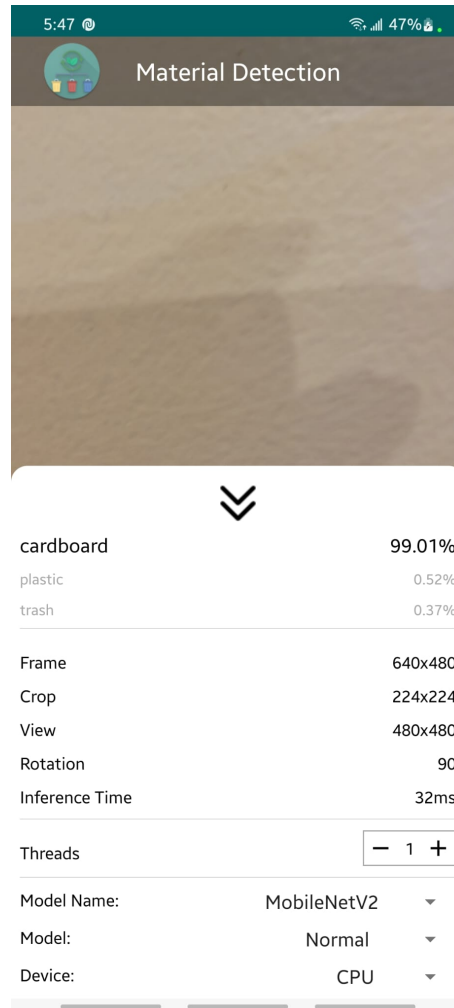 5:47 47%
Material Detection
cardboard 99.01%
plastic 0.52%
trash 0.37%
Frame 640x480
Crop 224x224
View 480x480
Rotation 90
Inference Time 32ms
Threads 1
Model Name: MobileNetV2
Model: Normal
Device: CPU